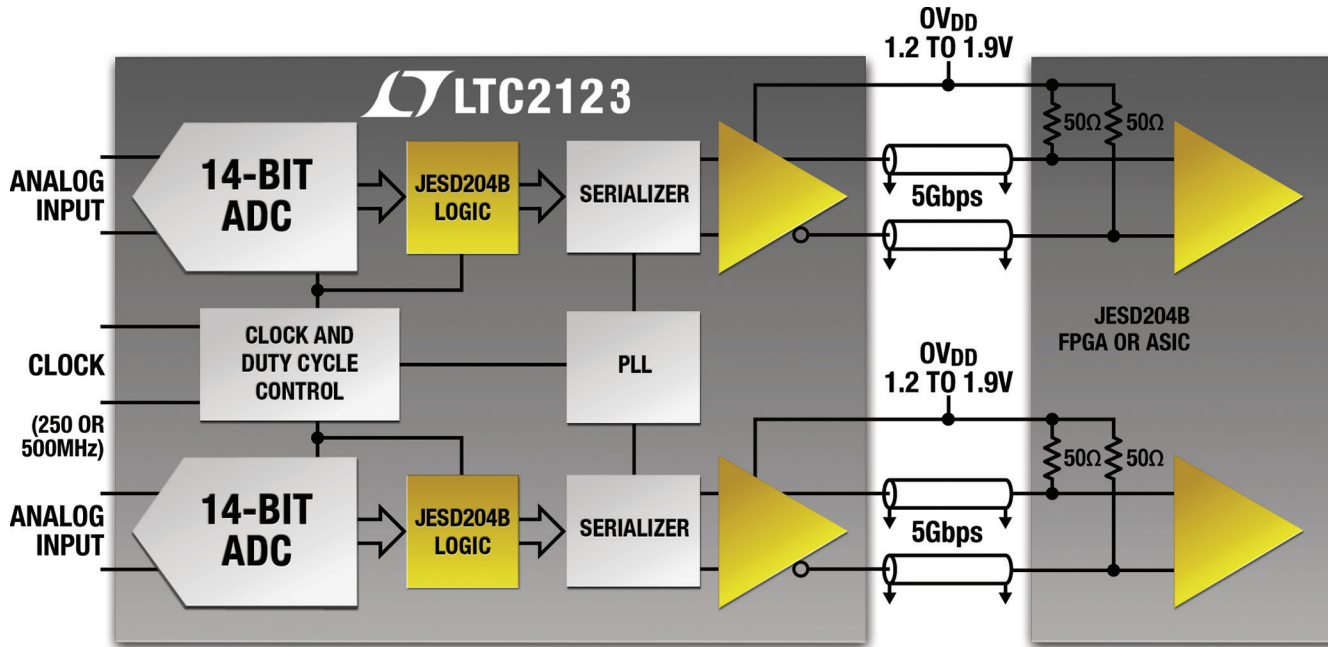 LTC2123
OVDD
1.2 TO 1.9V
50Ω 50Ω
ANALOG
INPUT
14-BIT
ADC
JESD204B
LOGIC
SERIALIZER
5Gbps
CLOCK
(250 OR
500MHz)
CLOCK AND
DUTY CYCLE
CONTROL
PLL
JESD204B
FPGA OR ASIC
OVDD
1.2 TO 1.9V
50Ω 50Ω
ANALOG
INPUT
14-BIT
ADC
JESD204B
LOGIC
SERIALIZER
5Gbps